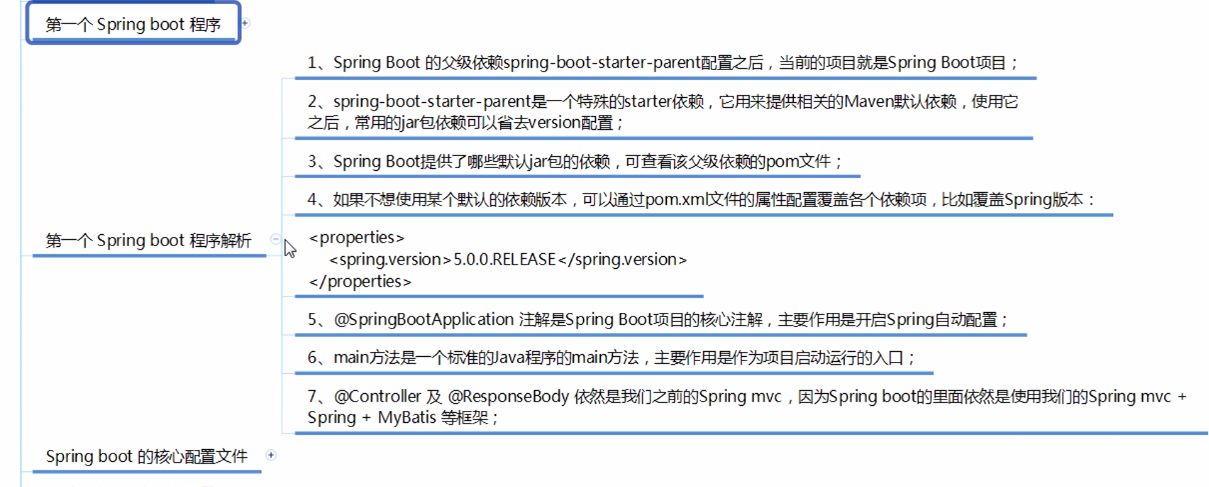 第一个 Spring boot 程序
1、Spring Boot 的父级依赖spring-boot-starter-parent配置之后，当前的项目就是Spring Boot项目；
2、spring-boot-starter-parent是一个特殊的starter依赖，它用来提供相关的Maven默认依赖，使用它
之后，常用的jar包依赖可以省去version配置；
3、Spring Boot提供了哪些默认jar包的依赖，可查看该父级依赖的pom文件；
4、如果不想使用某个默认的依赖版本，可以通过pom.xml文件的属性配置覆盖各个依赖项，比如覆盖Spring版本：
第一个 Spring boot 程序解析
<properties>
<spring.version>5.0.0.RELEASE</spring.version>
</properties>
5、@SpringBootApplication 注解是Spring Boot项目的核心注解，主要作用是开启Spring自动配置；
6、main方法是一个标准的Java程序的main方法，主要作用是作为项目启动运行的入口；
7、@Controller 及 @ResponseBody 依然是我们之前的Spring mvc，因为Spring boot的里面依然是使用我们的Spring mvc +
Spring + MyBatis 等框架；
Spring boot 的核心配置文件